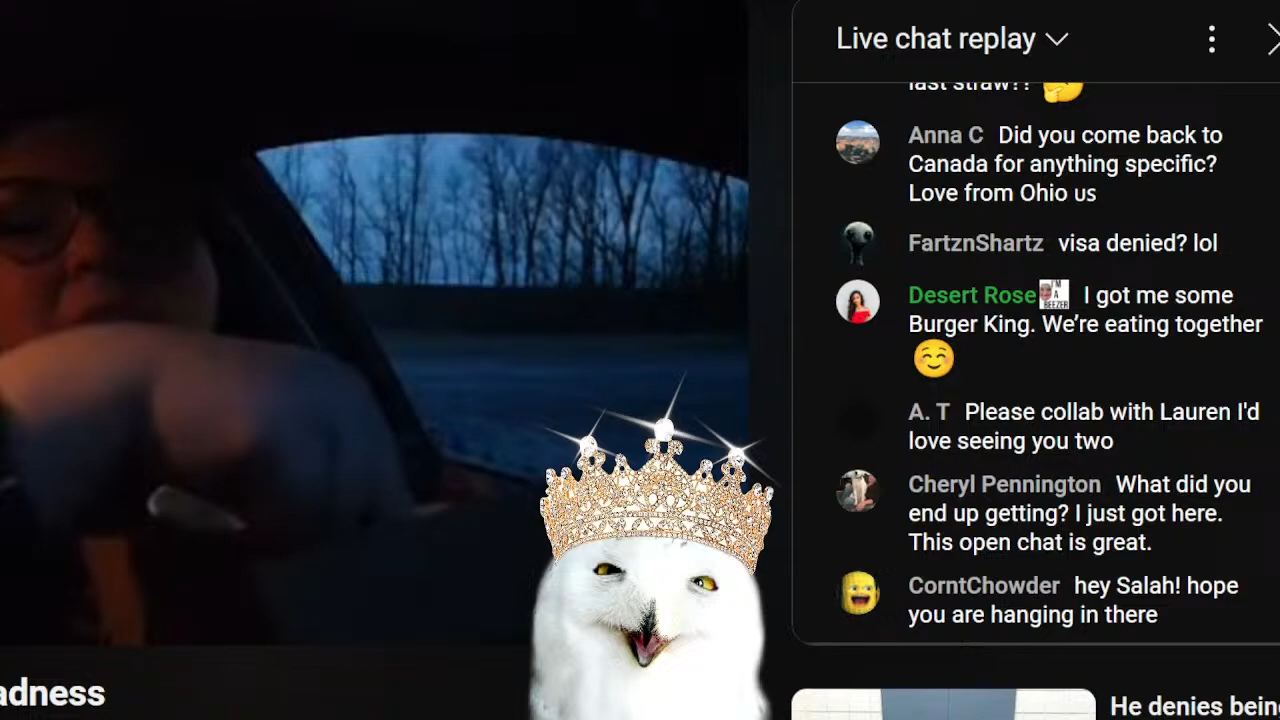 Live chat replay
last straw??
Anna C Did you come back to
Canada for anything specific?
Love from Ohio us
FartznShartz visa denied? lol
Desert Rose I'M A BEEZER I got me some
Burger King. We’re eating together
A. T Please collab with Lauren I'd
love seeing you two
Cheryl Pennington What did you
end up getting? I just got here.
This open chat is great.
CorntChowder hey Salah! hope
you are hanging in there
adness
He denies bein